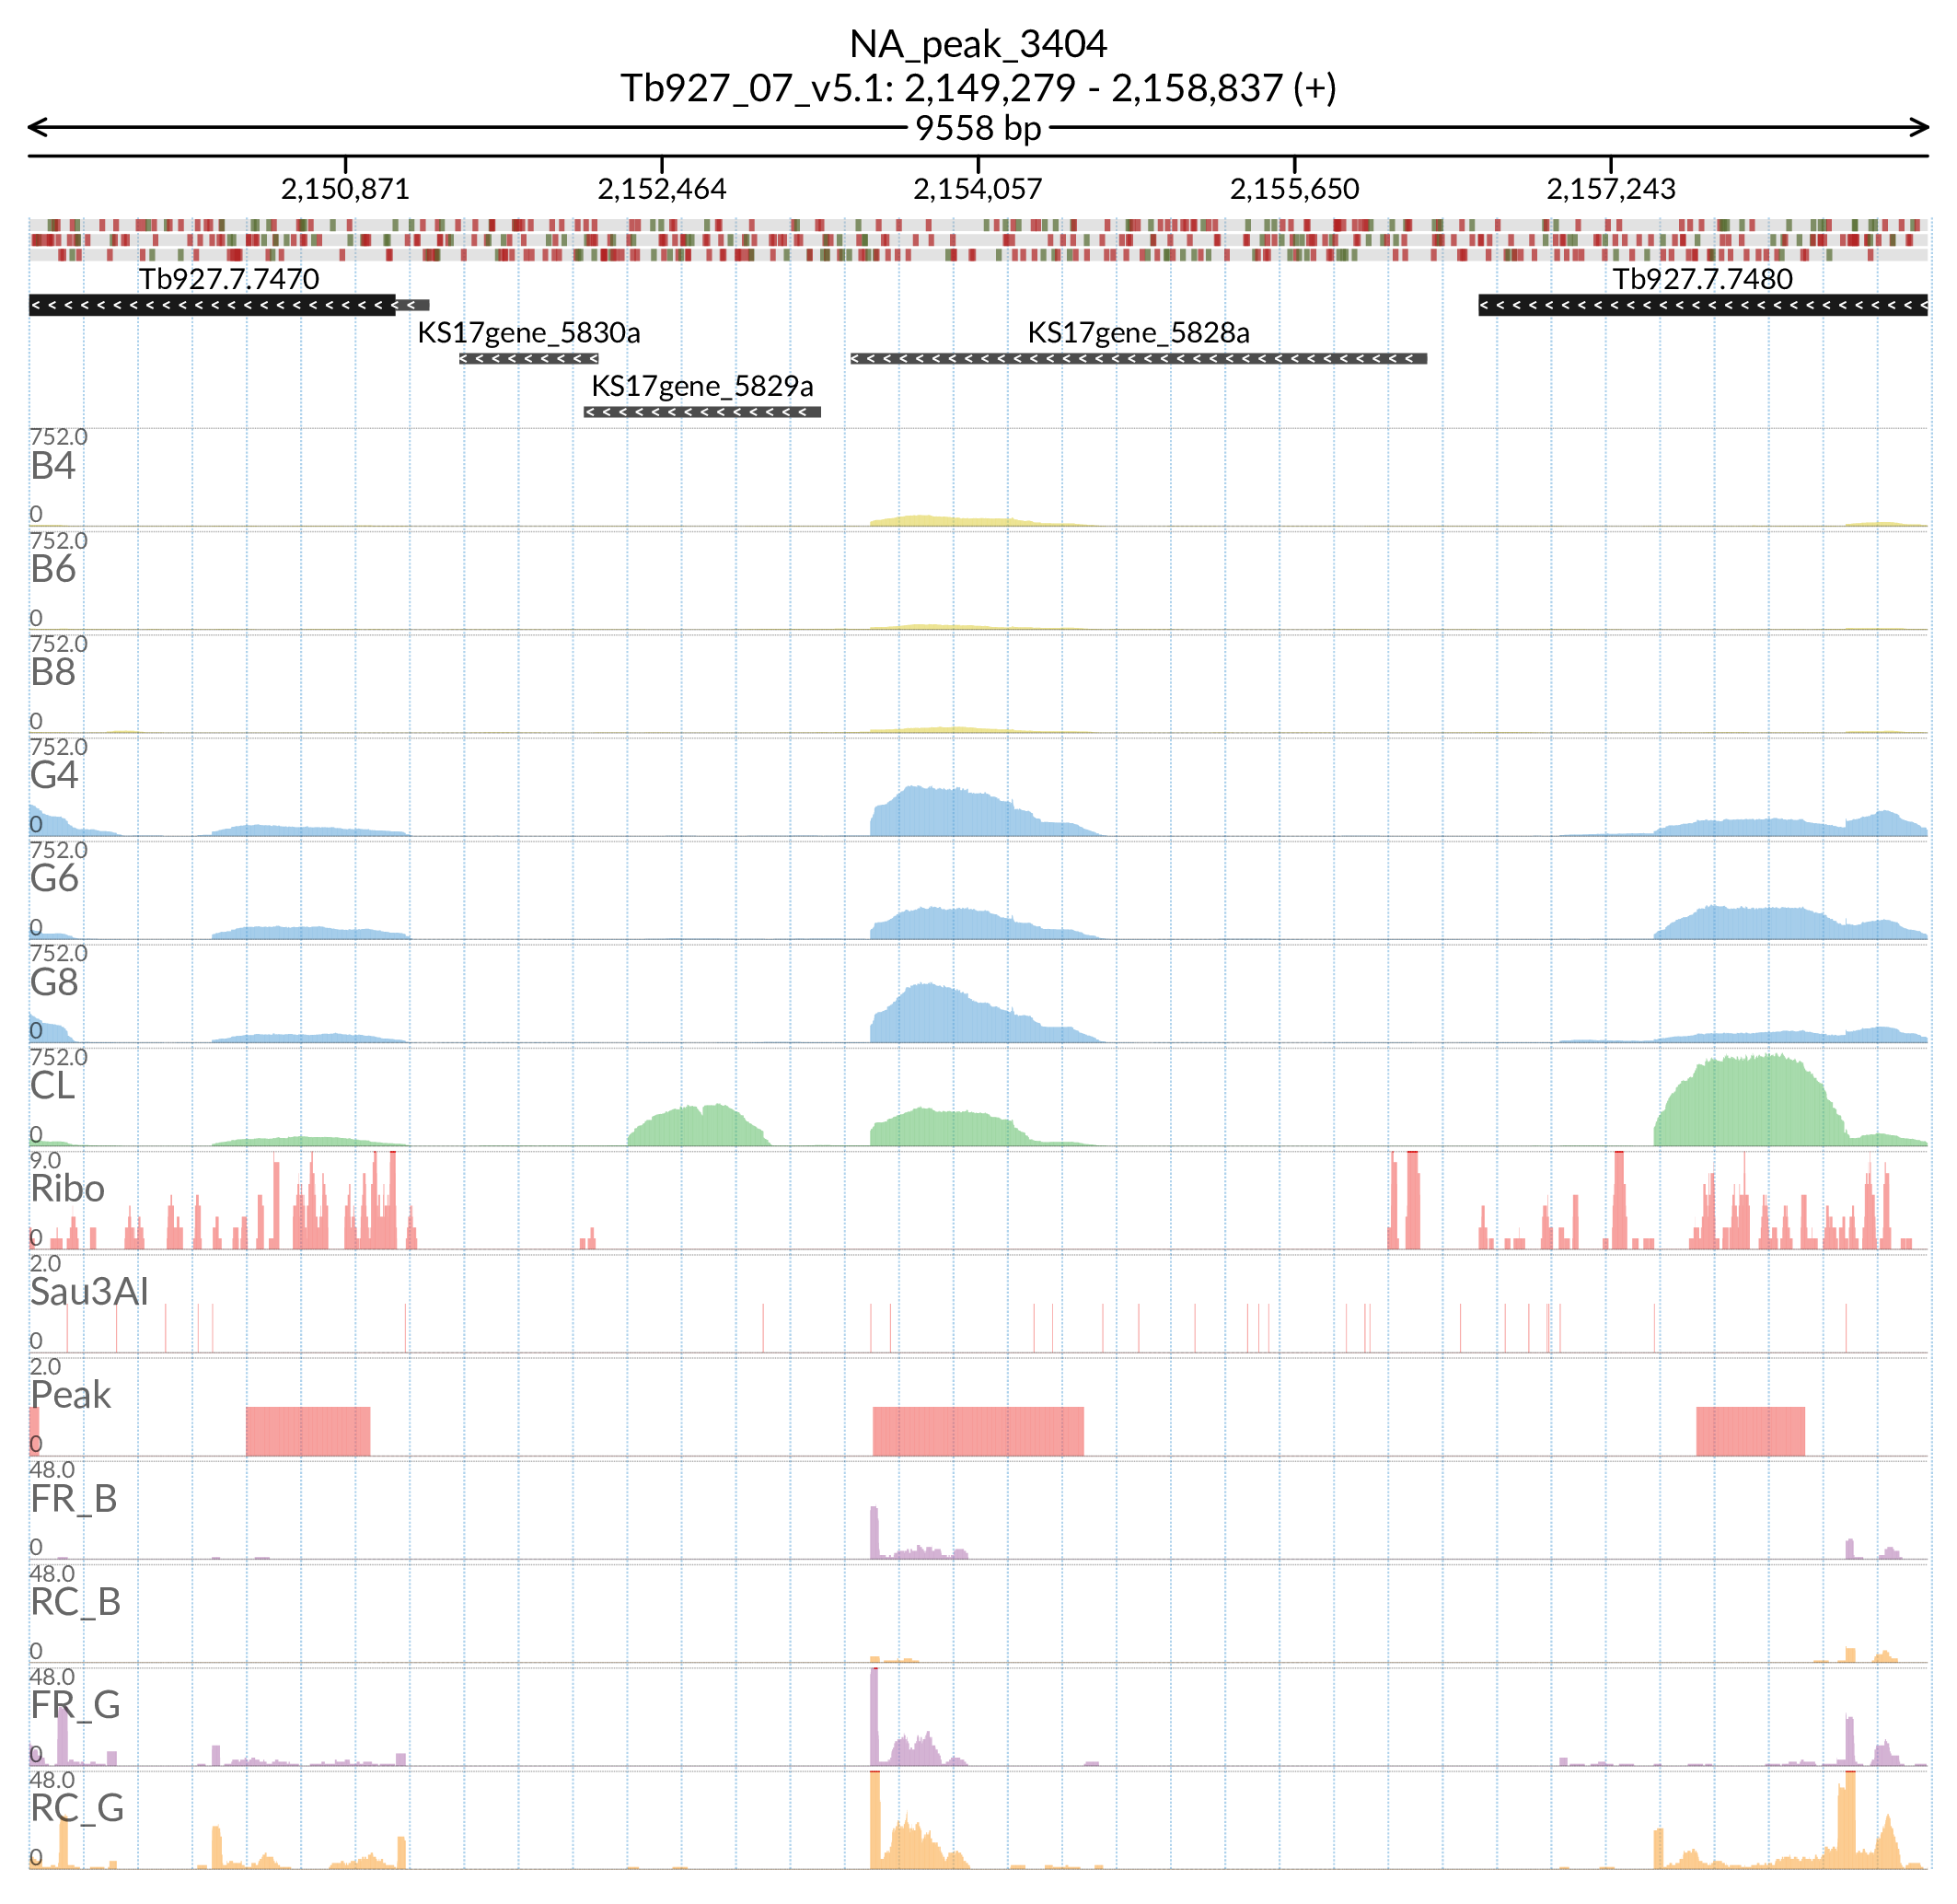 NA_peak_3404
Tb927_07_v5.1: 2,149,279 - 2,158,837 (+)
9558 bp
2,150,871 2,152,464 2,154,057 2,155,650 2,157,243
Tb927.7.7470 Tb927.7.7480
KS17gene_5830a KS17gene_5828a
KS17gene_5829a
752.0
B4
0
752.0
B6
0
752.0
B8
0
752.0
G4
0
752.0
G6
0
752.0
G8
0
752.0
CL
0
9.0
Ribo
0
2.0
Sau3AI
0
2.0
Peak
0
48.0
FR_B
0
48.0
RC_B
0
48.0
FR_G
0
48.0
RC_G
0